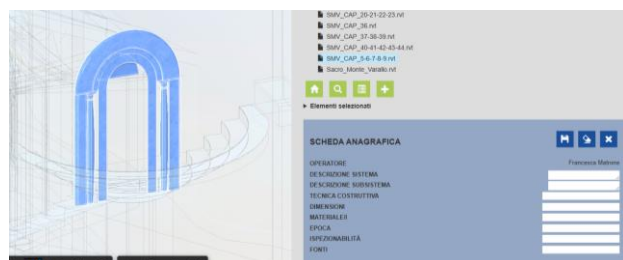 SMV_CAP_20-21-22-23.rvt
SMV_CAP_36.rvt
SMV_CAP_37-38-39.rvt
SMV_CAP_40-41-42-43-44.rvt
SMV_CAP_5-6-7-8-9.rvt
Sacro_Monte_Varallo.rvt
Elementi selezionati
SCHEDA ANAGRAFICA
OPERATORE Francesca Matrone
DESCRIZIONE SISTEMA
DESCRIZIONE SUBSISTEMA
TECNICA COSTRUTTIVA
DIMENSIONI
MATERIALE/I
EPOCA
ISPEZIONABILITÀ
FONTI